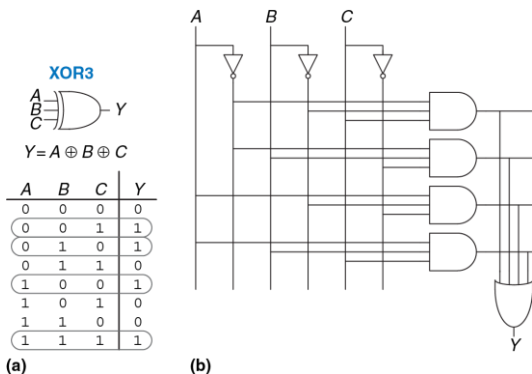 XOR3
A
B
C
Y
Y = A ⊕ B ⊕ C
A B C Y
0 0 0 0
0 0 1 1
0 1 0 1
0 1 1 0
1 0 0 1
1 0 1 0
1 1 0 0
1 1 1 1
(a)
A B C
Y
(b)